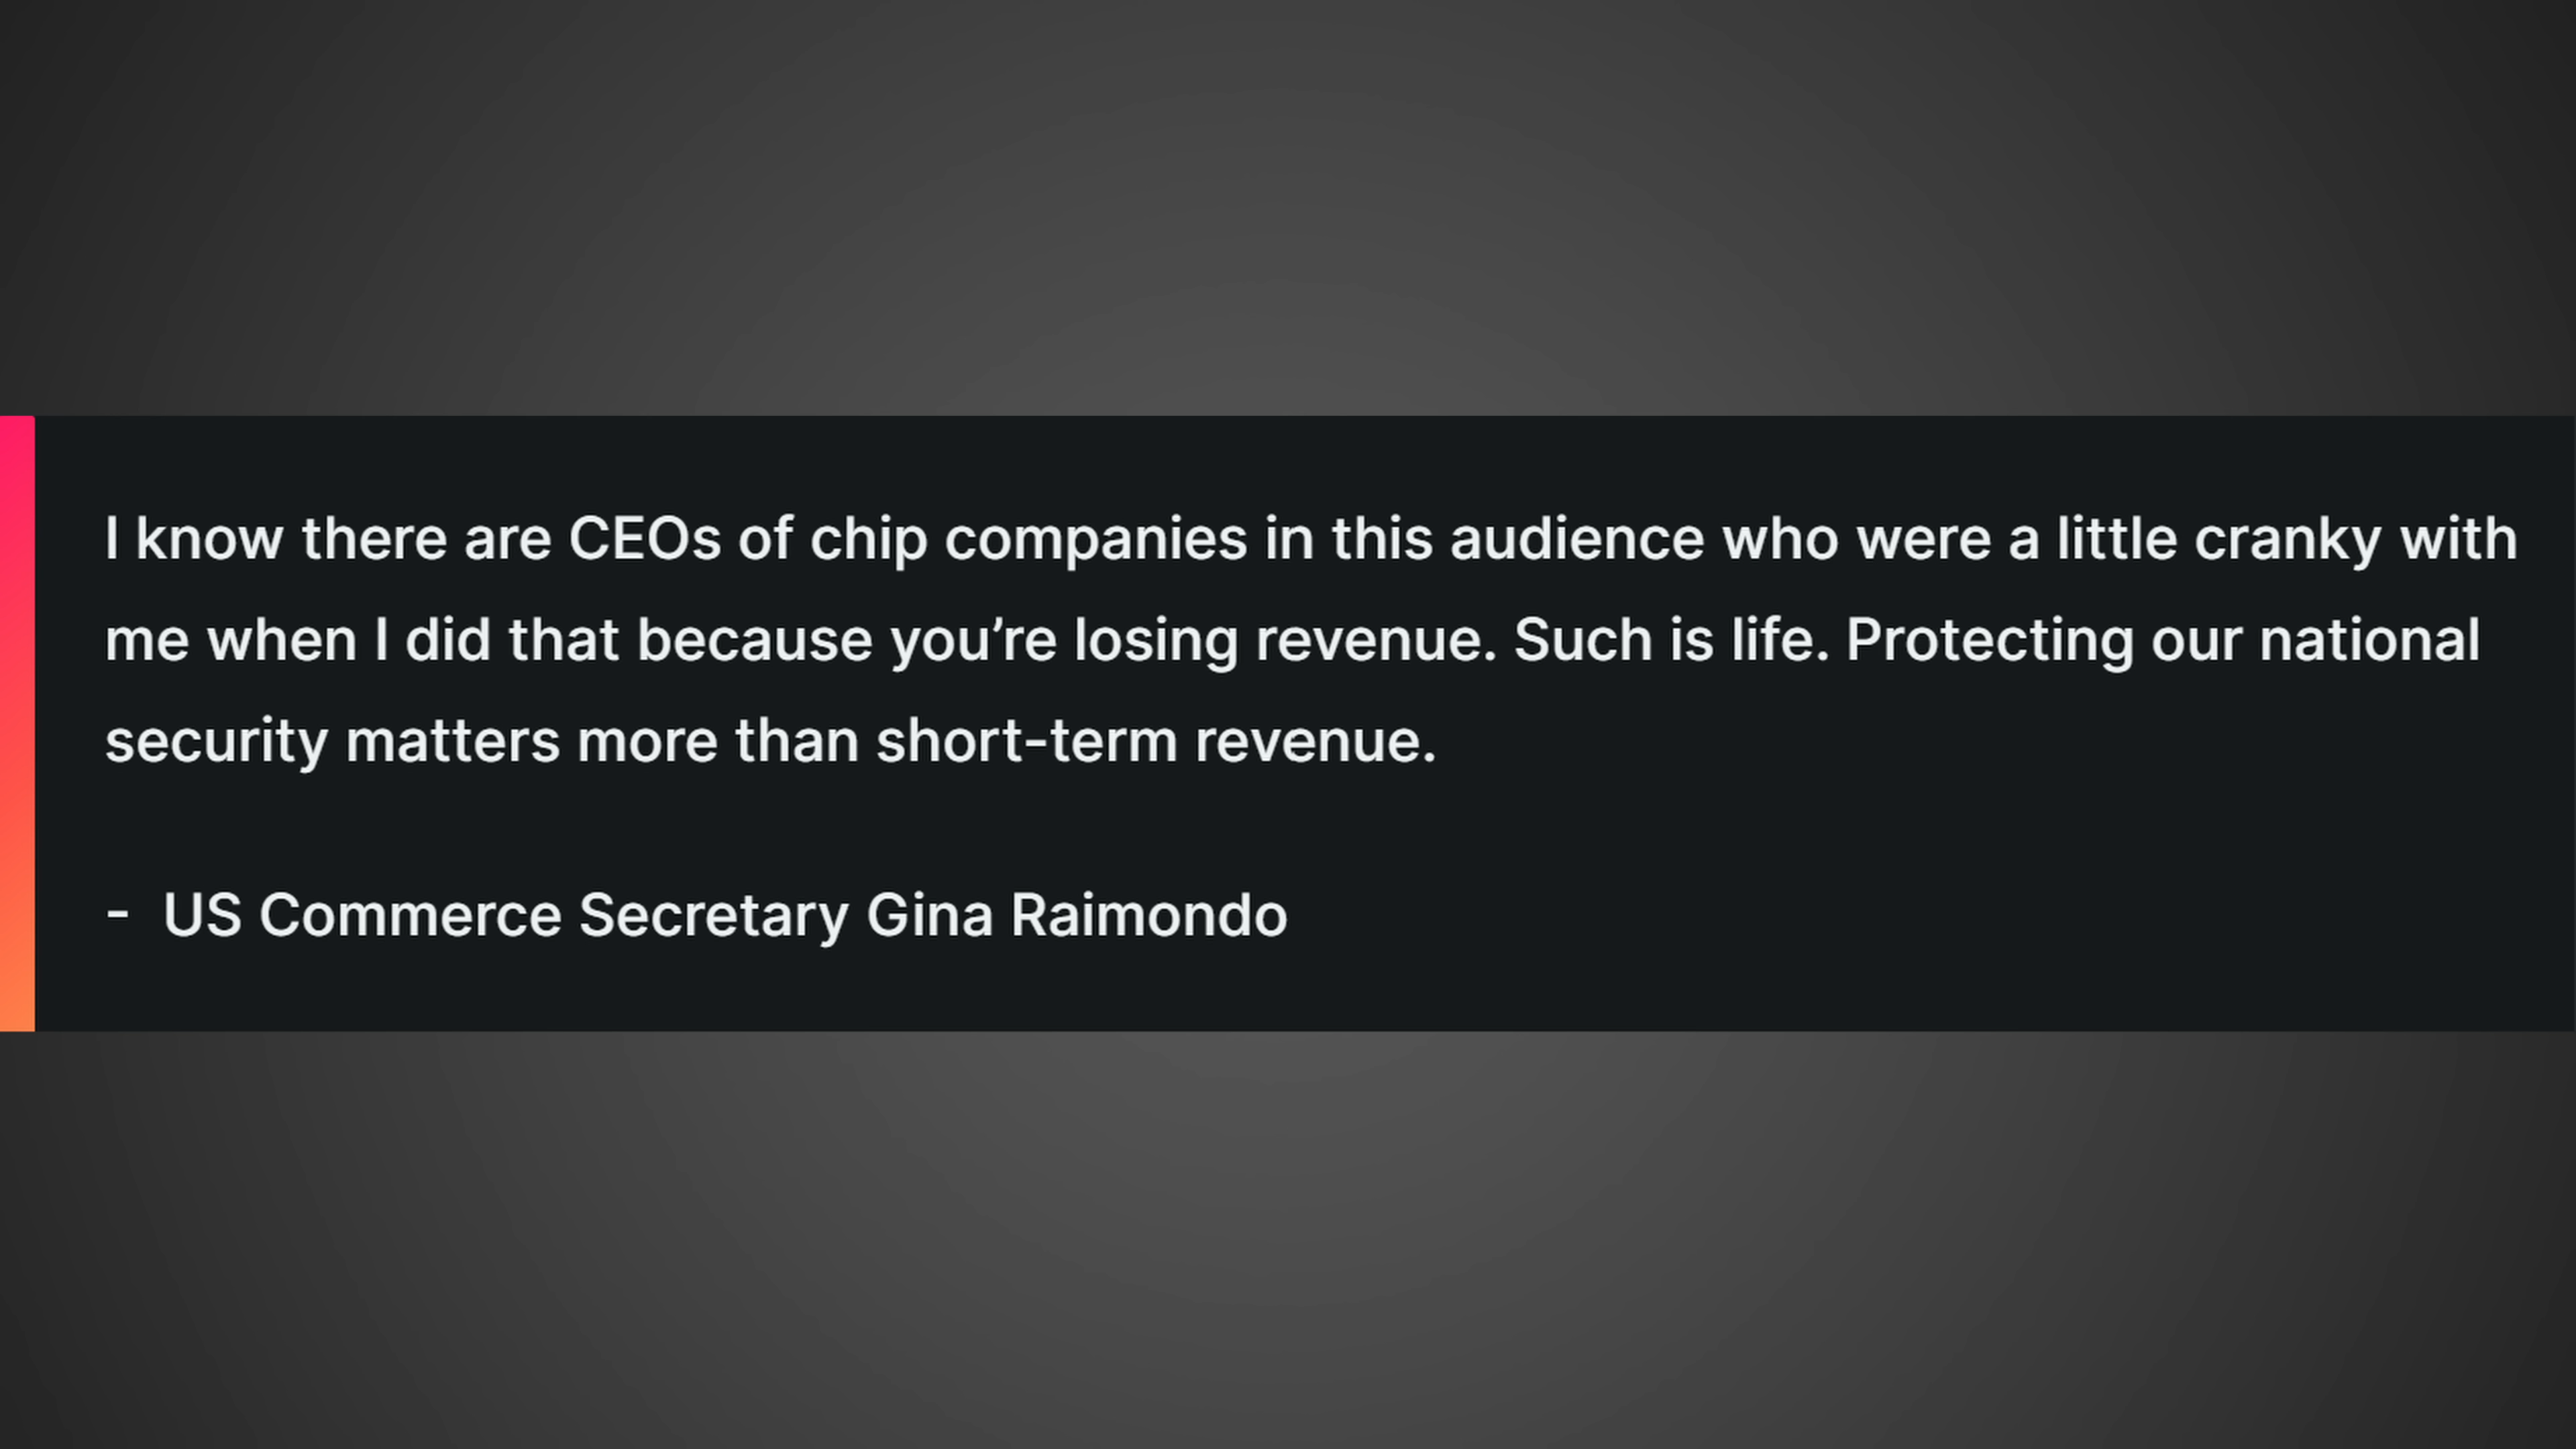 I know there are CEOs of chip companies in this audience who were a little cranky with
me when I did that because you’re losing revenue. Such is life. Protecting our national
security matters more than short-term revenue.
- US Commerce Secretary Gina Raimondo